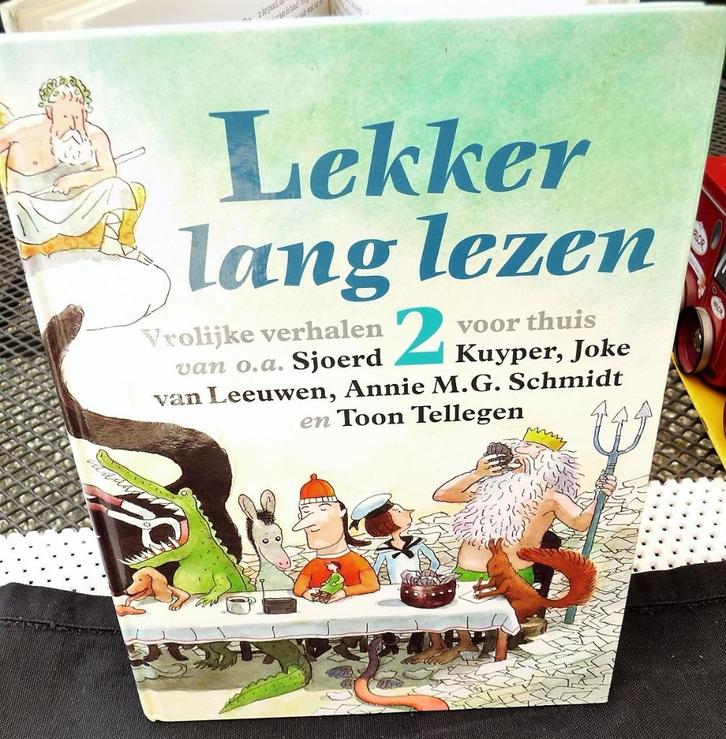 Lekker
lang lezen
Vrolijke verhalen 2 voor thuis
van o.a. Sjoerd Kuyper, Joke
van Leeuwen, Annie M.G. Schmidt
en Toon Tellegen